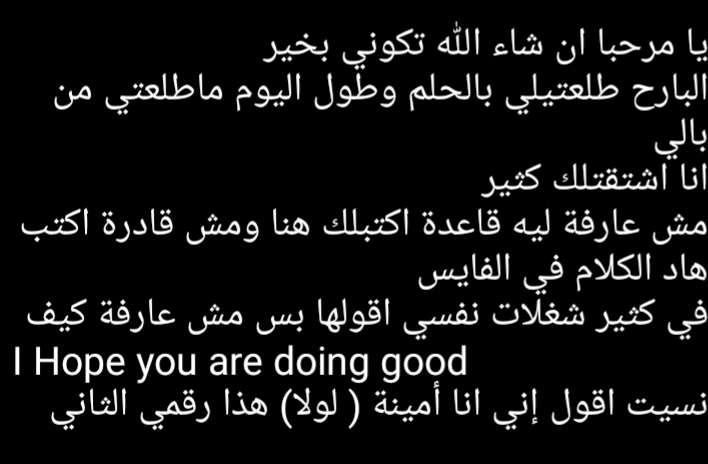 يا مرحبا ان شاء الله تكوني بخير
البارح طلعتيلي بالحلم وطول اليوم ماطلعتي من
بالي
انا اشتقتلك كثير
مش عارفة ليه قاعدة اكتبلك هنا ومش قادرة اكتب
هاد الكلام في الفايس
في كثير شغلات نفسي اقولها بس مش عارفة كيف
I Hope you are doing good
نسيت اقول إني انا أمينة ( لولا) هذا رقمي الثاني